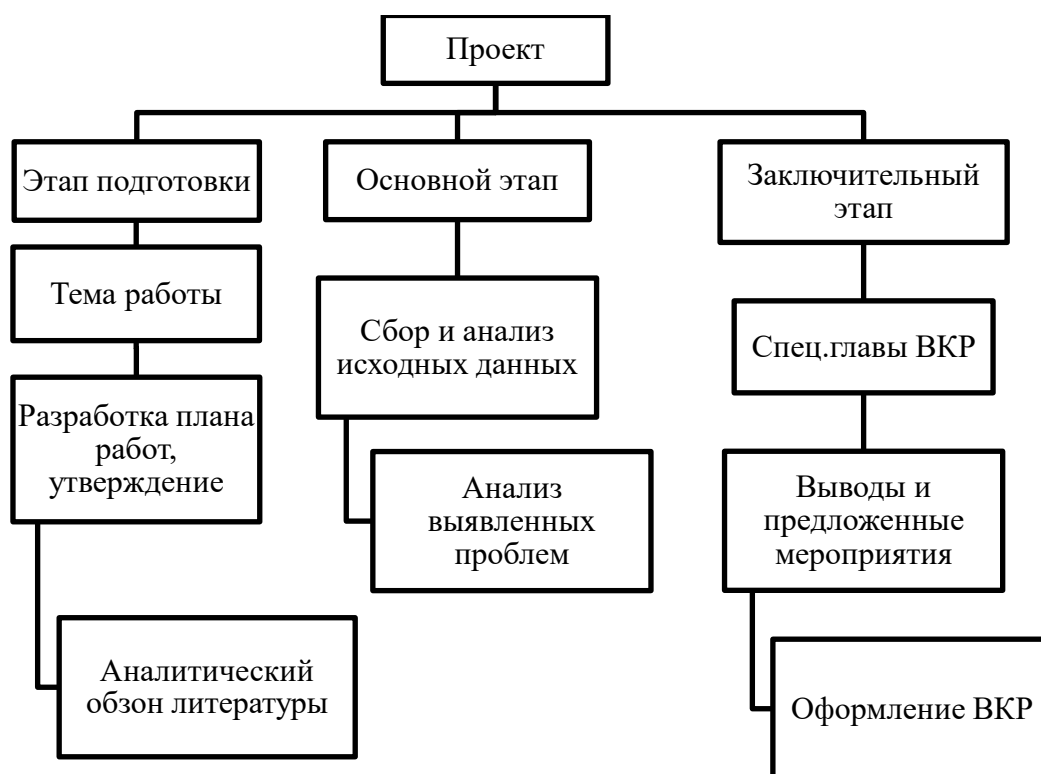 Проект
Этап подготовки
Основной этап
Заключительный
этап
Тема работы
Сбор и анализ
исходных данных
Спец.главы ВКР
Разработка плана
работ,
утверждение
Анализ
выявленных
проблем
Выводы и
предложенные
мероприятия
Аналитический
обзон литературы
Оформление ВКР